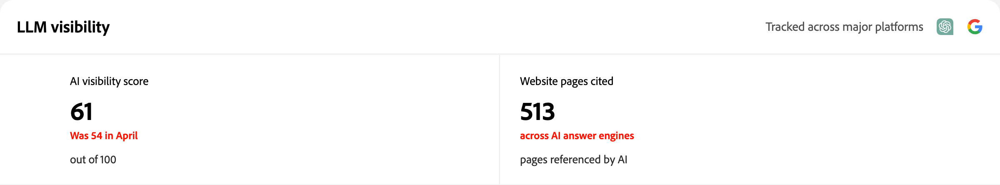 LLM visibility
Tracked across major platforms
AI visibility score
61
Was 54 in April
out of 100
Website pages cited
513
across AI answer engines
pages referenced by AI